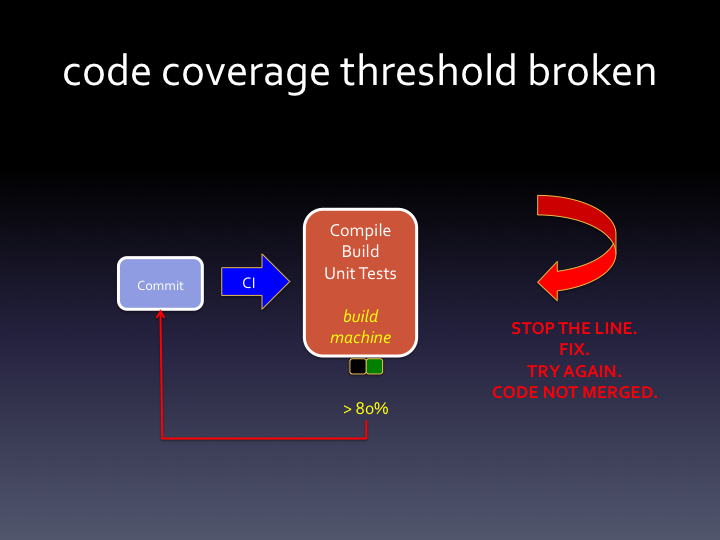 code coverage threshold broken
Compile
Build
Unit Tests
build
machine
Commit
CI
> 80%
STOP THE LINE.
FIX.
TRY AGAIN.
CODE NOT MERGED.